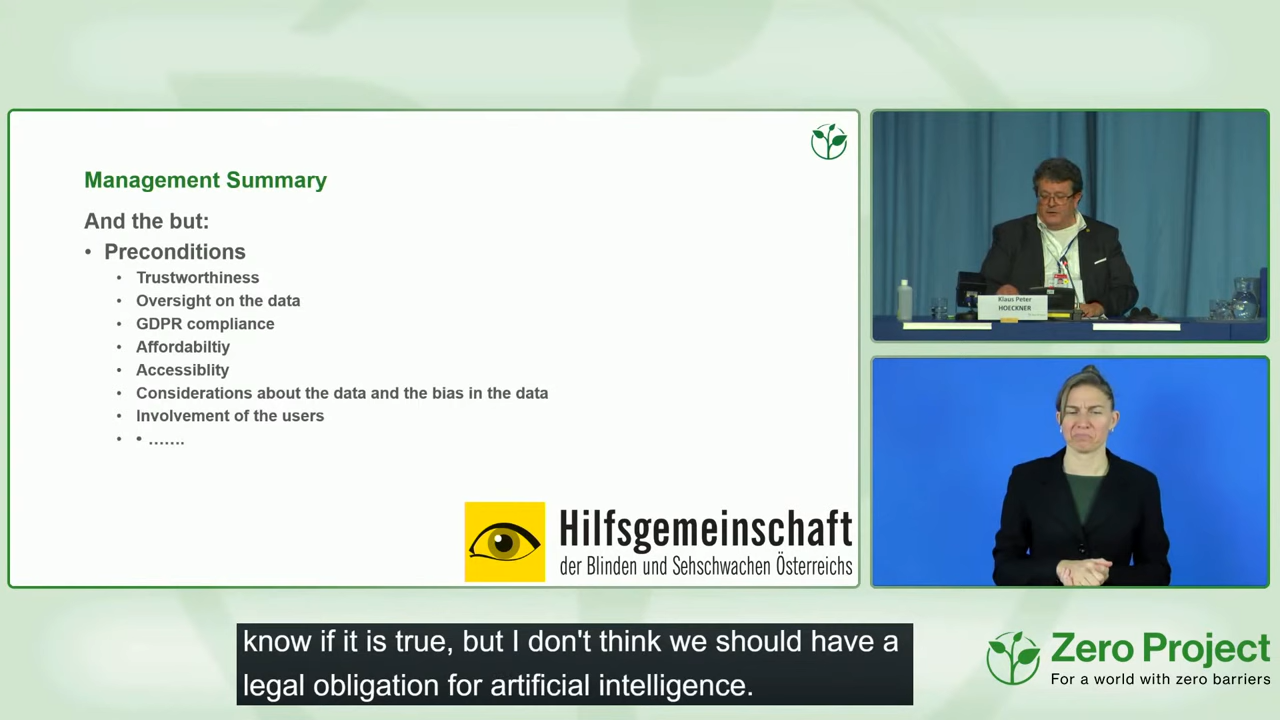 Management Summary
And the but:
• Preconditions
• Trustworthiness
• Oversight on the data
• GDPR compliance
• Affordabiltiy
• Accessiblity
• Considerations about the data and the bias in the data
• Involvement of the users
• • .......
Hilfsgemeinschaft
der Blinden und Sehschwachen Österreichs
Klaus Peter
HOECKNER
know if it is true, but I don't think we should have a
legal obligation for artificial intelligence.
Zero Project
For a world with zero barriers